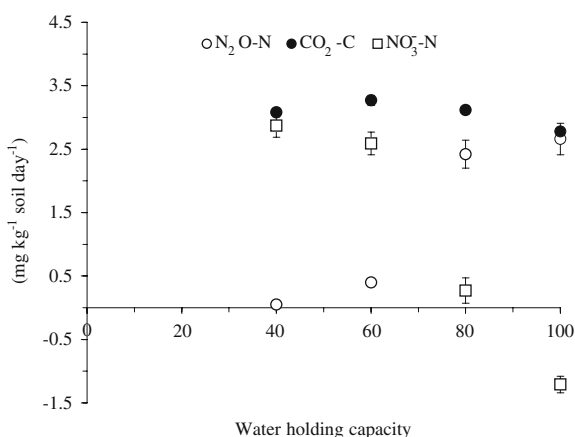 4.5
N₂O-N CO₂-C NO₃⁻-N
3.5
2.5
1.5
0.5
-0.5
-1.5
0 20 40 60 80 100
(mg kg⁻¹ soil day⁻¹)
Water holding capacity